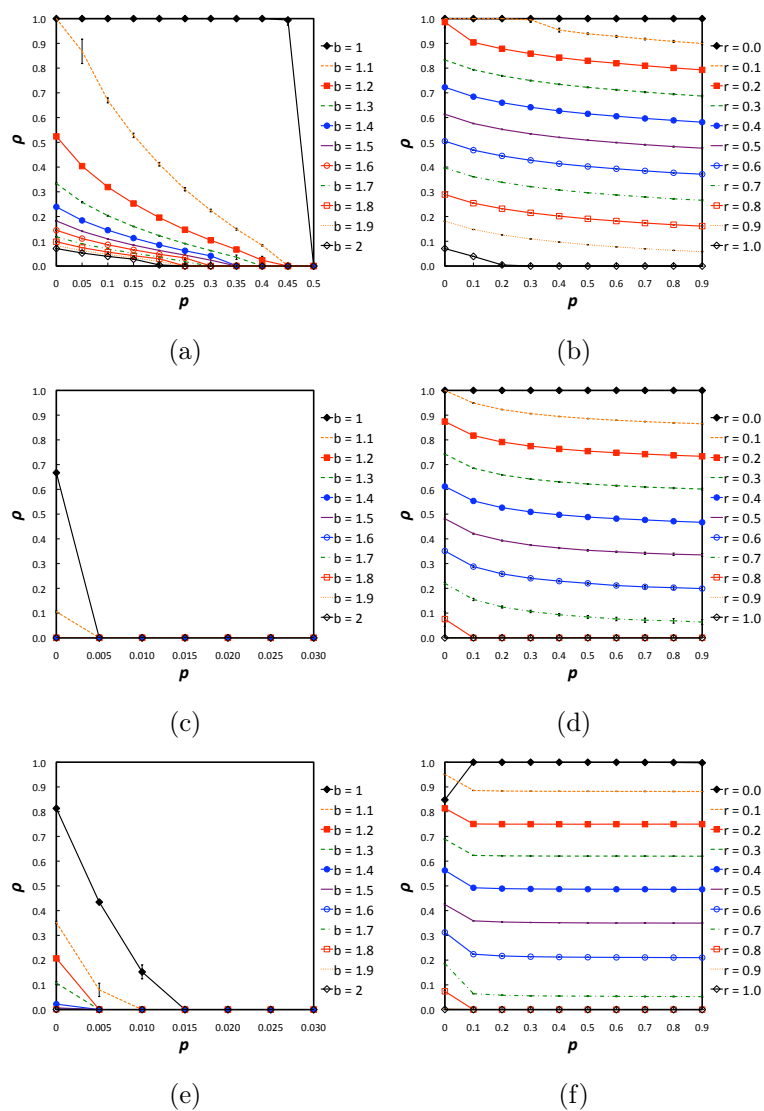 1.0
0.9
0.8
0.7
0.6
0.5
0.4
0.3
0.2
0.1
0.0
ρ
0 0.05 0.1 0.15 0.2 0.25 0.3 0.35 0.4 0.45 0.5
p
b = 1
b = 1.1
b = 1.2
b = 1.3
b = 1.4
b = 1.5
b = 1.6
b = 1.7
b = 1.8
b = 1.9
b = 2
(a)
1.0
0.9
0.8
0.7
0.6
0.5
0.4
0.3
0.2
0.1
0.0
ρ
0 0.1 0.2 0.3 0.4 0.5 0.6 0.7 0.8 0.9
p
r = 0.0
r = 0.1
r = 0.2
r = 0.3
r = 0.4
r = 0.5
r = 0.6
r = 0.7
r = 0.8
r = 0.9
r = 1.0
(b)
1.0
0.9
0.8
0.7
0.6
0.5
0.4
0.3
0.2
0.1
0.0
ρ
0 0.005 0.010 0.015 0.020 0.025 0.030
p
b = 1
b = 1.1
b = 1.2
b = 1.3
b = 1.4
b = 1.5
b = 1.6
b = 1.7
b = 1.8
b = 1.9
b = 2
(c)
1.0
0.9
0.8
0.7
0.6
0.5
0.4
0.3
0.2
0.1
0.0
ρ
0 0.1 0.2 0.3 0.4 0.5 0.6 0.7 0.8 0.9
p
r = 0.0
r = 0.1
r = 0.2
r = 0.3
r = 0.4
r = 0.5
r = 0.6
r = 0.7
r = 0.8
r = 0.9
r = 1.0
(d)
1.0
0.9
0.8
0.7
0.6
0.5
0.4
0.3
0.2
0.1
0.0
ρ
0 0.005 0.010 0.015 0.020 0.025 0.030
p
b = 1
b = 1.1
b = 1.2
b = 1.3
b = 1.4
b = 1.5
b = 1.6
b = 1.7
b = 1.8
b = 1.9
b = 2
(e)
1.0
0.9
0.8
0.7
0.6
0.5
0.4
0.3
0.2
0.1
0.0
ρ
0 0.1 0.2 0.3 0.4 0.5 0.6 0.7 0.8 0.9
p
r = 0.0
r = 0.1
r = 0.2
r = 0.3
r = 0.4
r = 0.5
r = 0.6
r = 0.7
r = 0.8
r = 0.9
r = 1.0
(f)